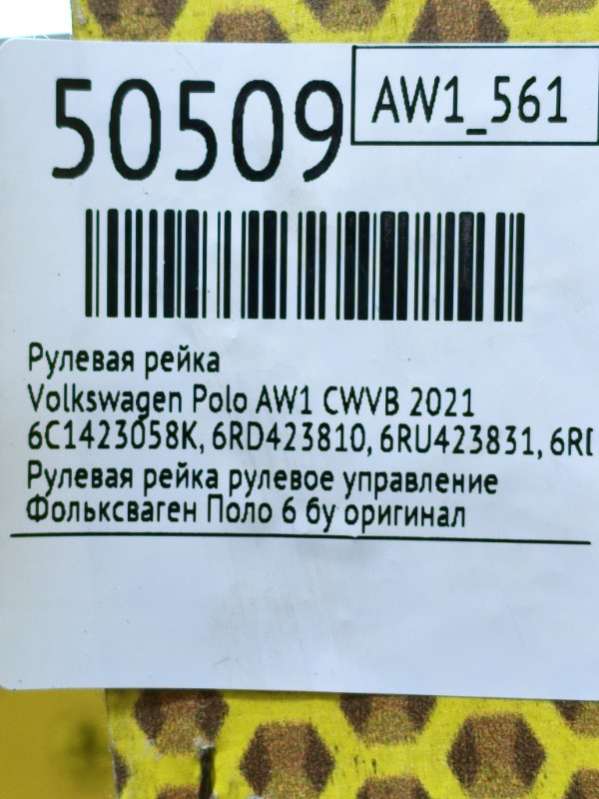 50509
AW1_561
Рулевая рейка
Volkswagen Polo AW1 CWVB 2021
6C1423058K, 6RD423810, 6RU423831,
Рулевая рейка рулевое управление
Фольксваген Поло 6 бу оригинал